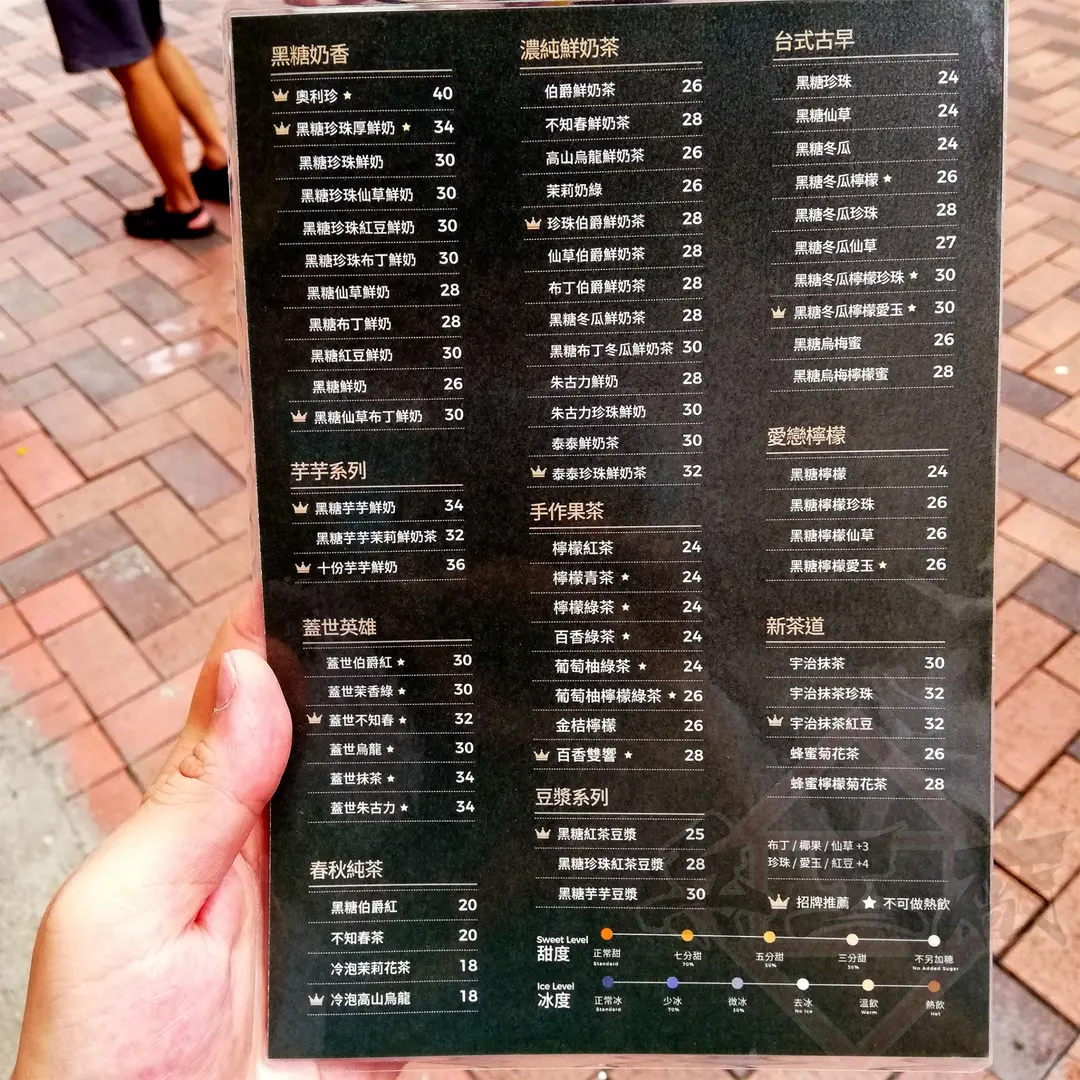 黑糖奶香
奧利珍 ★ 40
黑糖珍珠厚鮮奶 ★ 34
黑糖珍珠鮮奶 30
黑糖珍珠仙草鮮奶 30
黑糖珍珠紅豆鮮奶 30
黑糖珍珠布丁鮮奶 30
黑糖仙草鮮奶 28
黑糖布丁鮮奶 28
黑糖紅豆鮮奶 30
黑糖鮮奶 26
黑糖仙草布丁鮮奶 30
芋芋系列
黑糖芋芋鮮奶 34
黑糖芋芋茉莉鮮奶茶 32
十份芋芋鮮奶 36
蓋世英雄
蓋世伯爵紅 ★ 30
蓋世茉香綠 ★ 30
蓋世不知春 ★ 32
蓋世烏龍 ★ 30
蓋世抹茶 ★ 34
蓋世朱古力 ★ 34
春秋純茶
黑糖伯爵紅 20
不知春茶 20
冷泡茉莉花茶 18
冷泡高山烏龍 18
濃純鮮奶茶
伯爵鮮奶茶 26
不知春鮮奶茶 28
高山烏龍鮮奶茶 26
茉莉奶綠 26
珍珠伯爵鮮奶茶 28
仙草伯爵鮮奶茶 28
布丁伯爵鮮奶茶 28
黑糖冬瓜鮮奶茶 28
黑糖布丁冬瓜鮮奶茶 30
朱古力鮮奶 28
朱古力珍珠鮮奶 30
泰泰鮮奶茶 30
泰泰珍珠鮮奶茶 32
手作果茶
檸檬紅茶 24
檸檬青茶 ★ 24
檸檬綠茶 ★ 24
百香綠茶 ★ 24
葡萄柚綠茶 ★ 24
葡萄柚檸檬綠茶 ★ 26
金桔檸檬 26
百香雙響 ★ 28
豆漿系列
黑糖紅茶豆漿 25
黑糖珍珠紅茶豆漿 28
黑糖芋芋豆漿 30
台式古早
黑糖珍珠 24
黑糖仙草 24
黑糖冬瓜 24
黑糖冬瓜檸檬 ★ 26
黑糖冬瓜珍珠 28
黑糖冬瓜仙草 27
黑糖冬瓜檸檬珍珠 ★ 30
黑糖冬瓜檸檬愛玉 ★ 30
黑糖烏梅蜜 26
黑糖烏梅檸檬蜜 28
愛戀檸檬
黑糖檸檬 24
黑糖檸檬珍珠 26
黑糖檸檬仙草 26
黑糖檸檬愛玉 ★ 26
新茶道
宇治抹茶 30
宇治抹茶珍珠 32
宇治抹茶紅豆 32
蜂蜜菊花茶 26
蜂蜜檸檬菊花茶 28
布丁 / 椰果 / 仙草 +3
珍珠 / 愛玉 / 紅豆 +4
招牌推薦 ★ 不可做熱飲
Sweet Level
甜度
正常甜 七分甜 五分甜 三分甜 不另加糖
Standard 70% 50% 30% No Added Sugar
Ice Level
冰度
正常冰 少冰 微冰 去冰 溫飲 熱飲
Standard 70% 30% No Ice Warm Hot